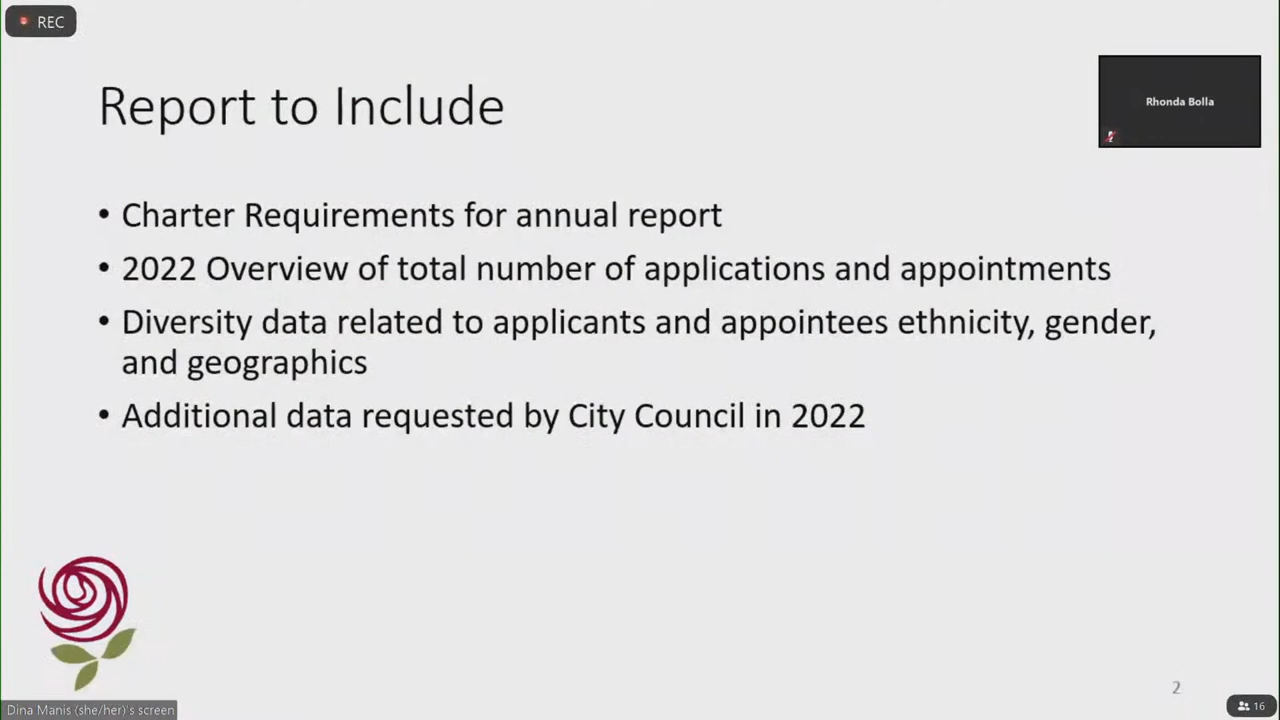 REC
Report to Include
Rhonda Bolla
• Charter Requirements for annual report
• 2022 Overview of total number of applications and appointments
• Diversity data related to applicants and appointees ethnicity, gender,
and geographics
• Additional data requested by City Council in 2022
2
Dina Manis (she/her)'s screen
16